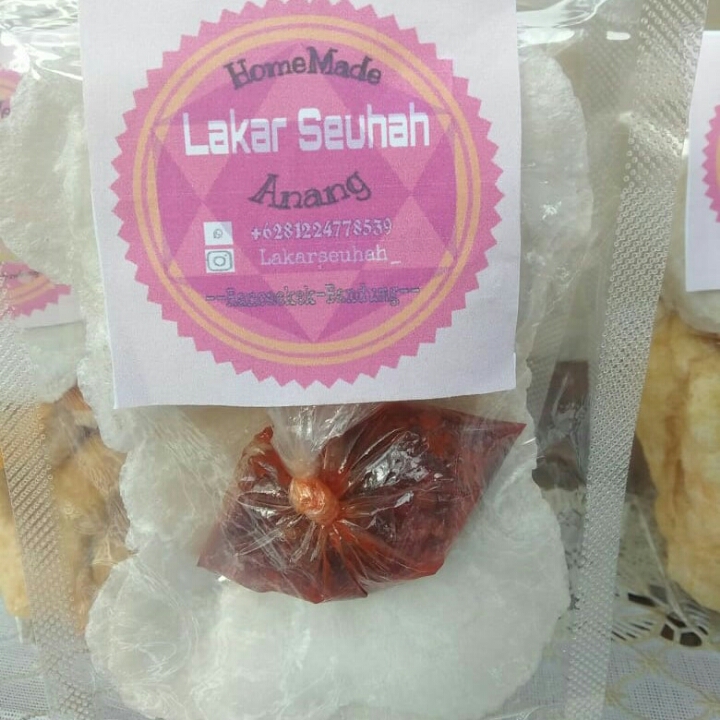 HomeMade
Lakar Seuhah
Anang
+6281224778539
Lakarseuhah_